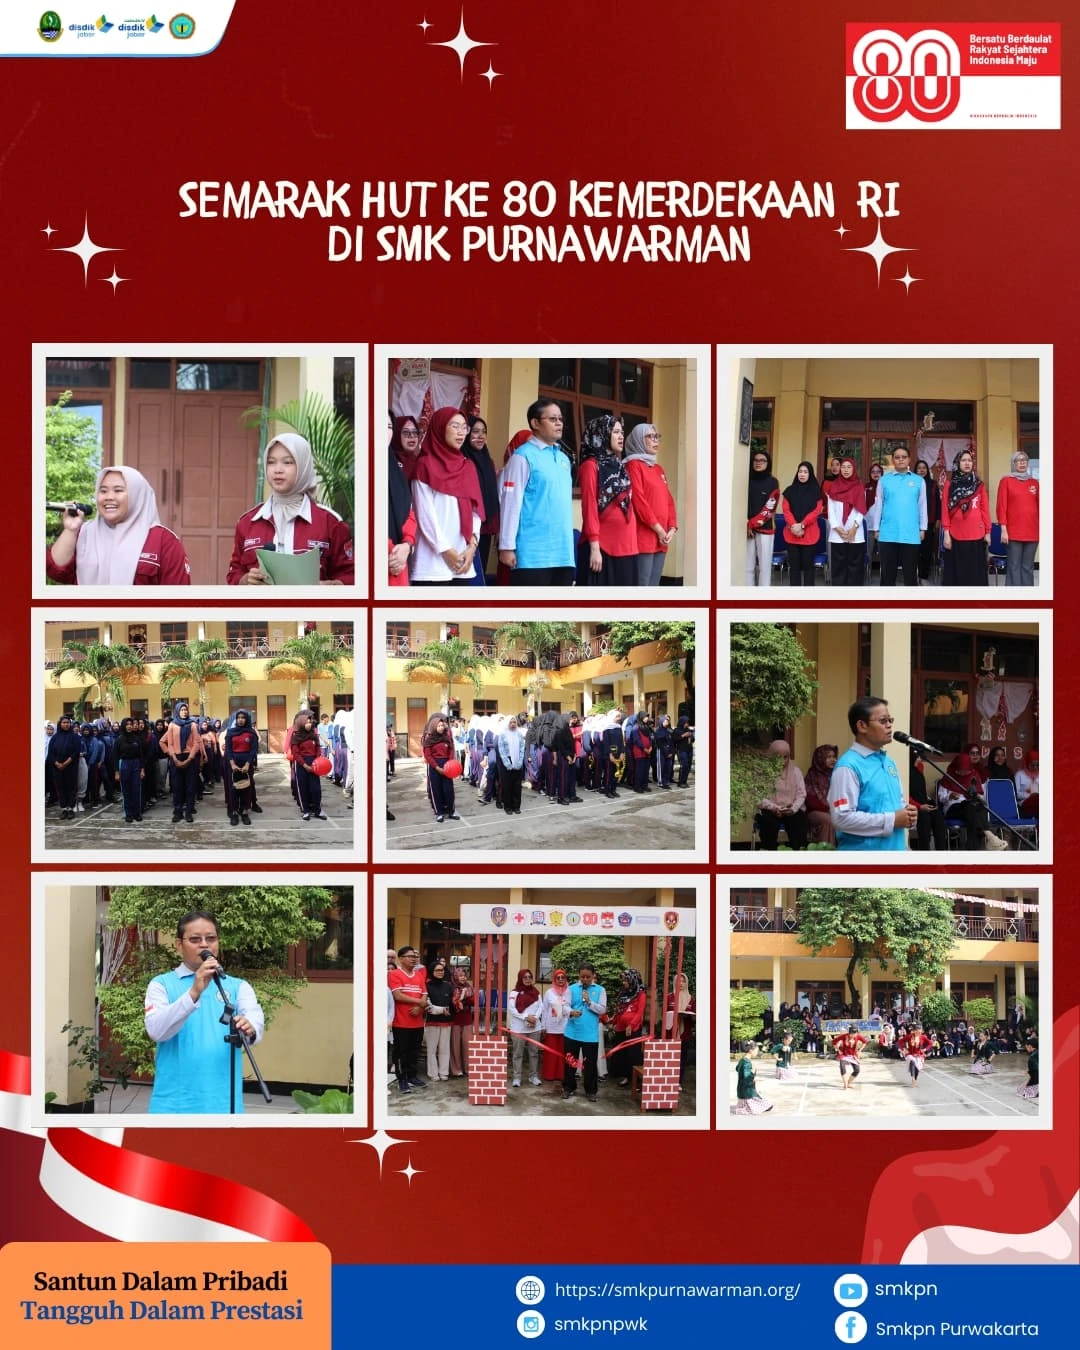 disdik
jabar
disdik
jabar
80
Bersatu Berdaulat
Rakyat Sejahtera
Indonesia Maju
SEMARAK HUT KE 80 KEMERDEKAAN RI
DI SMK PURNAWARMAN
Santun Dalam Pribadi
Tangguh Dalam Prestasi
https://smkpurnawarman.org/
smkpnpwk
smkpn
Smkpn Purwakarta